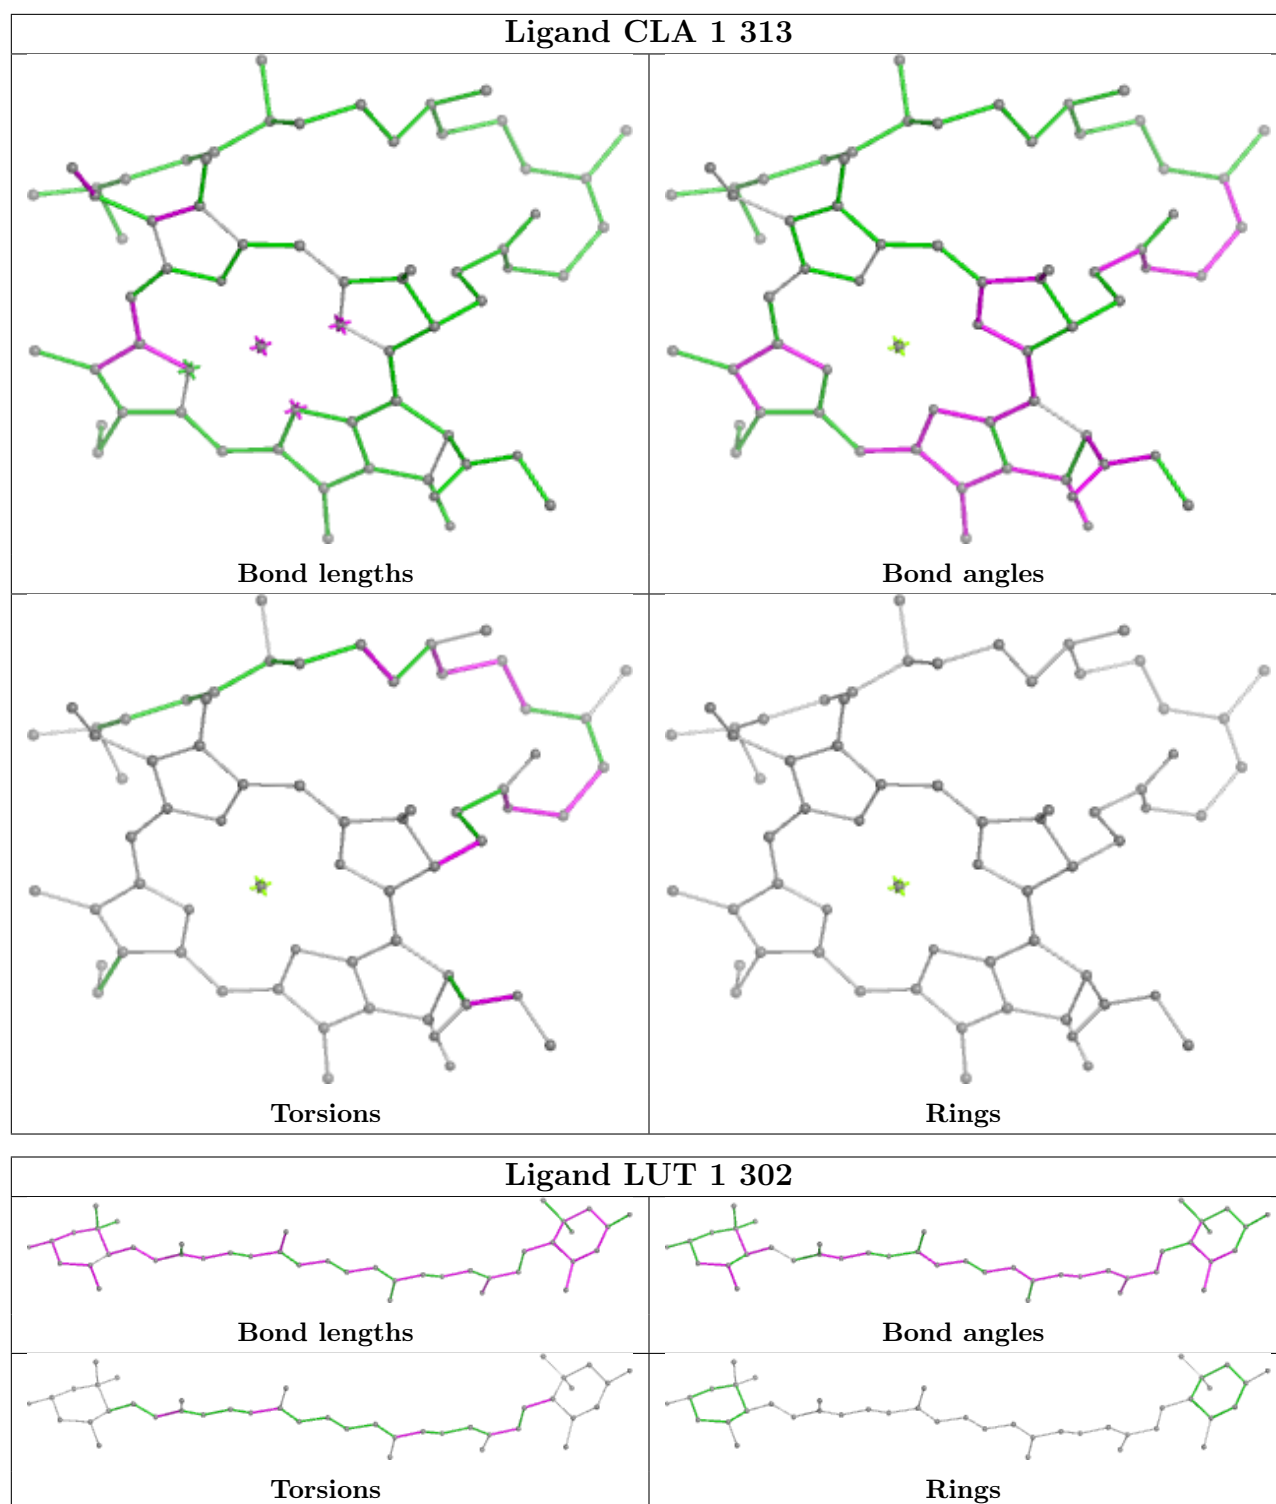 Ligand CLA 1 313
Bond lengths
Bond angles
Torsions
Rings
Ligand LUT 1 302
Bond lengths
Bond angles
Torsions
Rings